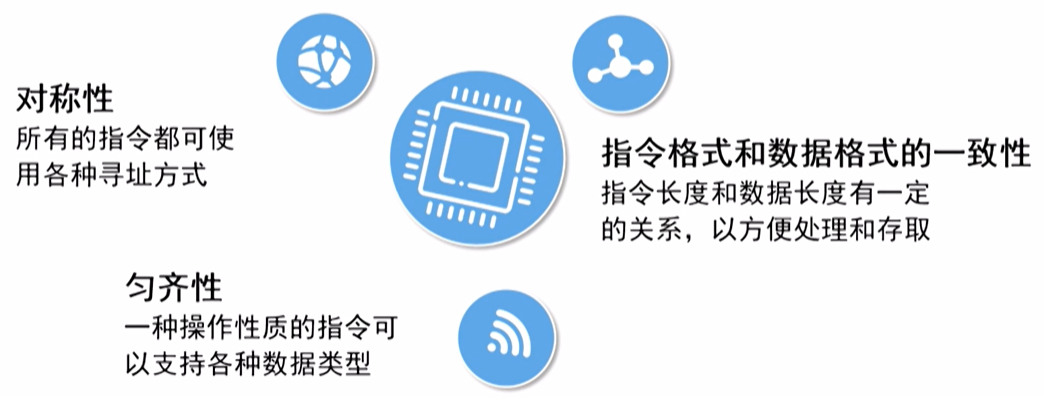 对称性
所有的指令都可使
用各种寻址方式
指令格式和数据格式的一致性
指令长度和数据长度有一定
的关系，以方便处理和存取
匀齐性
一种操作性质的指令可
以支持各种数据类型